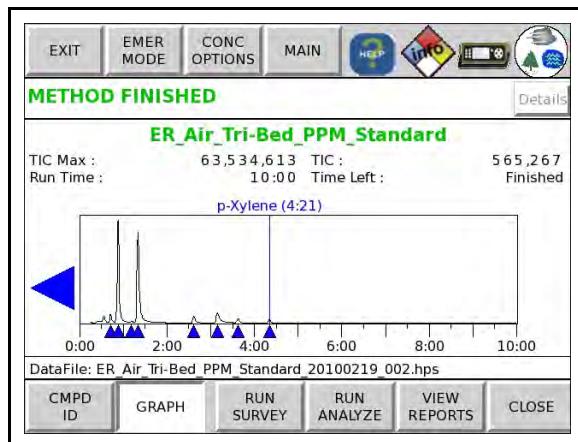 EXIT
EMER MODE
CONC OPTIONS
MAIN
HELP
info
METHOD FINISHED
Details
ER_Air_Tri-Bed_PPM_Standard
TIC Max : 63,534,613 TIC : 565,267
Run Time : 10:00 Time Left : Finished
p-Xylene (4:21)
0:00 2:00 4:00 6:00 8:00 10:00
DataFile: ER_Air_Tri-Bed_PPM_Standard_20100219_002.hps
CMPD ID
GRAPH
RUN SURVEY
RUN ANALYZE
VIEW REPORTS
CLOSE